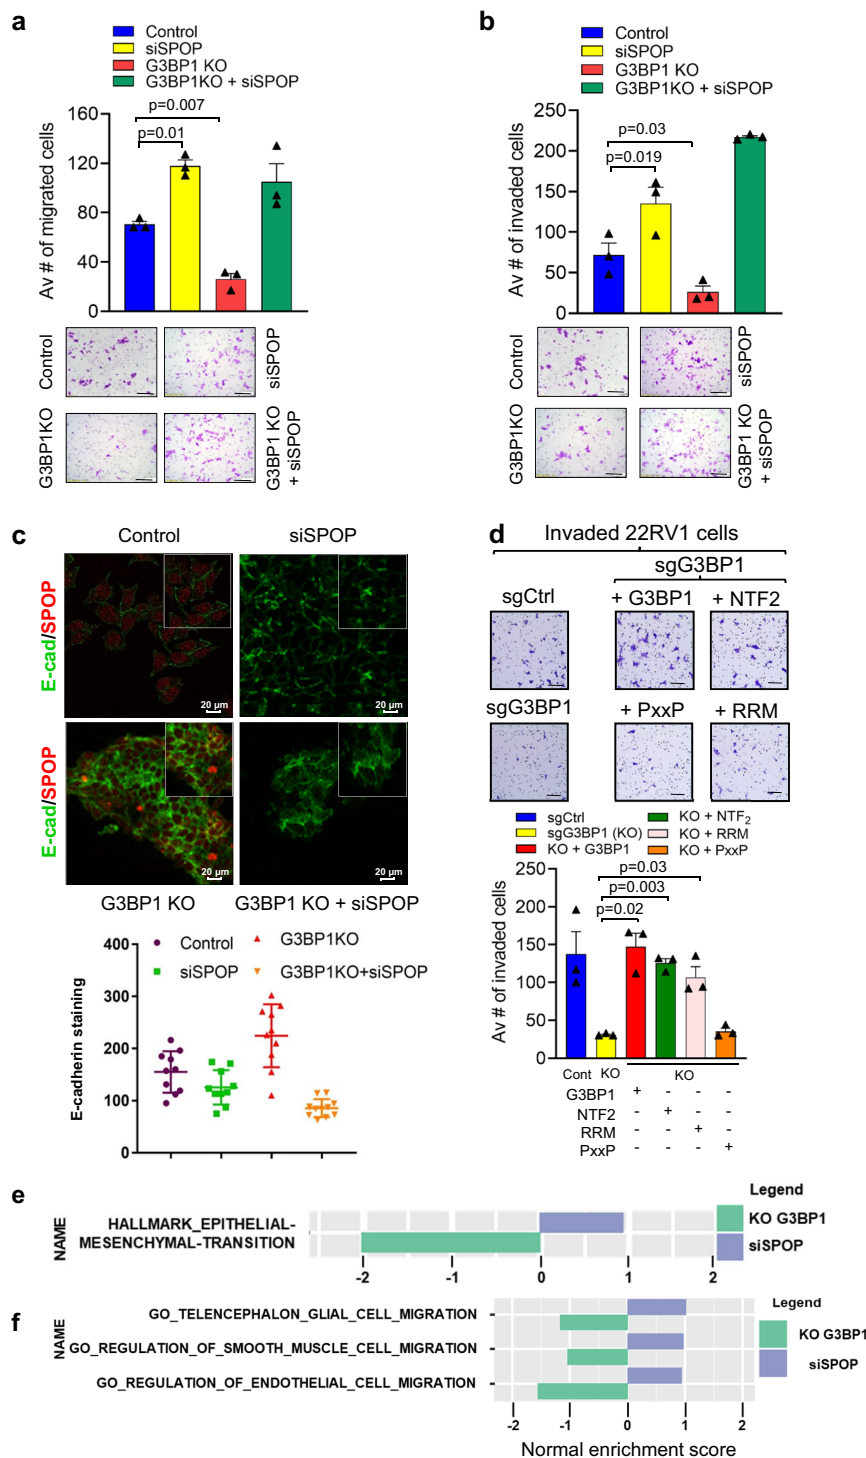 a
Control
siSPOP
G3BP1 KO
G3BP1KO + siSPOP
p=0.007
p=0.01
160
120
80
40
0
Av # of migrated cells
Control
siSPOP
G3BP1KO
G3BP1 KO
+ siSPOP
b
Control
siSPOP
G3BP1 KO
G3BP1KO + siSPOP
p=0.03
p=0.019
250
200
150
100
50
0
Av # of invaded cells
Control
siSPOP
G3BP1KO
G3BP1 KO
+ siSPOP
c
Control
siSPOP
E-cad/SPOP
20 µm
20 µm
E-cad/SPOP
20 µm
20 µm
G3BP1 KO
G3BP1 KO + siSPOP
Control
G3BP1KO
siSPOP
G3BP1KO+siSPOP
400
300
200
100
0
E-cadherin staining
d
Invaded 22RV1 cells
sgG3BP1
sgCtrl
+ G3BP1
+ NTF2
sgG3BP1
+ PxxP
+ RRM
sgCtrl
KO + NTF2
sgG3BP1 (KO)
KO + RRM
KO + G3BP1
KO + PxxP
p=0.03
p=0.003
p=0.02
250
200
150
100
50
0
Av # of invaded cells
Cont KO KO
G3BP1 + - - -
NTF2 - + - -
RRM - - + -
PxxP - - - +
e
Legend
KO G3BP1
siSPOP
NAME
HALLMARK_EPITHELIAL-
MESENCHYMAL-TRANSITION
-2 -1 0 1 2
f
Legend
KO G3BP1
siSPOP
NAME
GO_TELENCEPHALON_GLIAL_CELL_MIGRATION
GO_REGULATION_OF_SMOOTH_MUSCLE_CELL_MIGRATION
GO_REGULATION_OF_ENDOTHELIAL_CELL_MIGRATION
-2 -1 0 1 2
Normal enrichment score